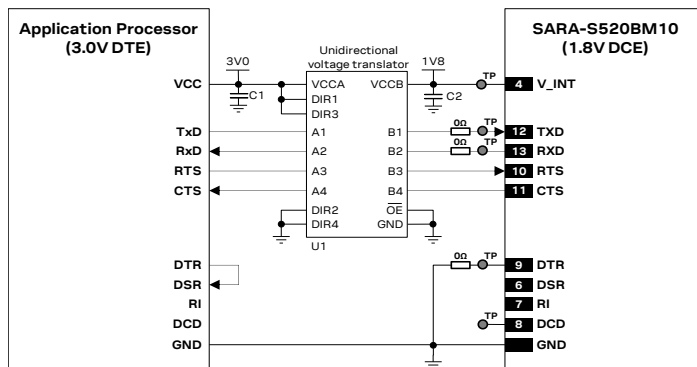 Application Processor
(3.0V DTE)
SARA-S520BM10
(1.8V DCE)
Unidirectional
voltage translator
3V0
1V8
VCC
C1
VCCA
VCCB
C2
TP
4
V_INT
DIR1
DIR3
TxD
A1
B1
0Ω
TP
12
TXD
RxD
A2
B2
0Ω
TP
13
RXD
RTS
A3
B3
10
RTS
CTS
A4
B4
11
CTS
DIR2
OE
DIR4
GND
U1
DTR
0Ω
TP
9
DTR
DSR
6
DSR
RI
7
RI
DCD
TP
8
DCD
GND
GND